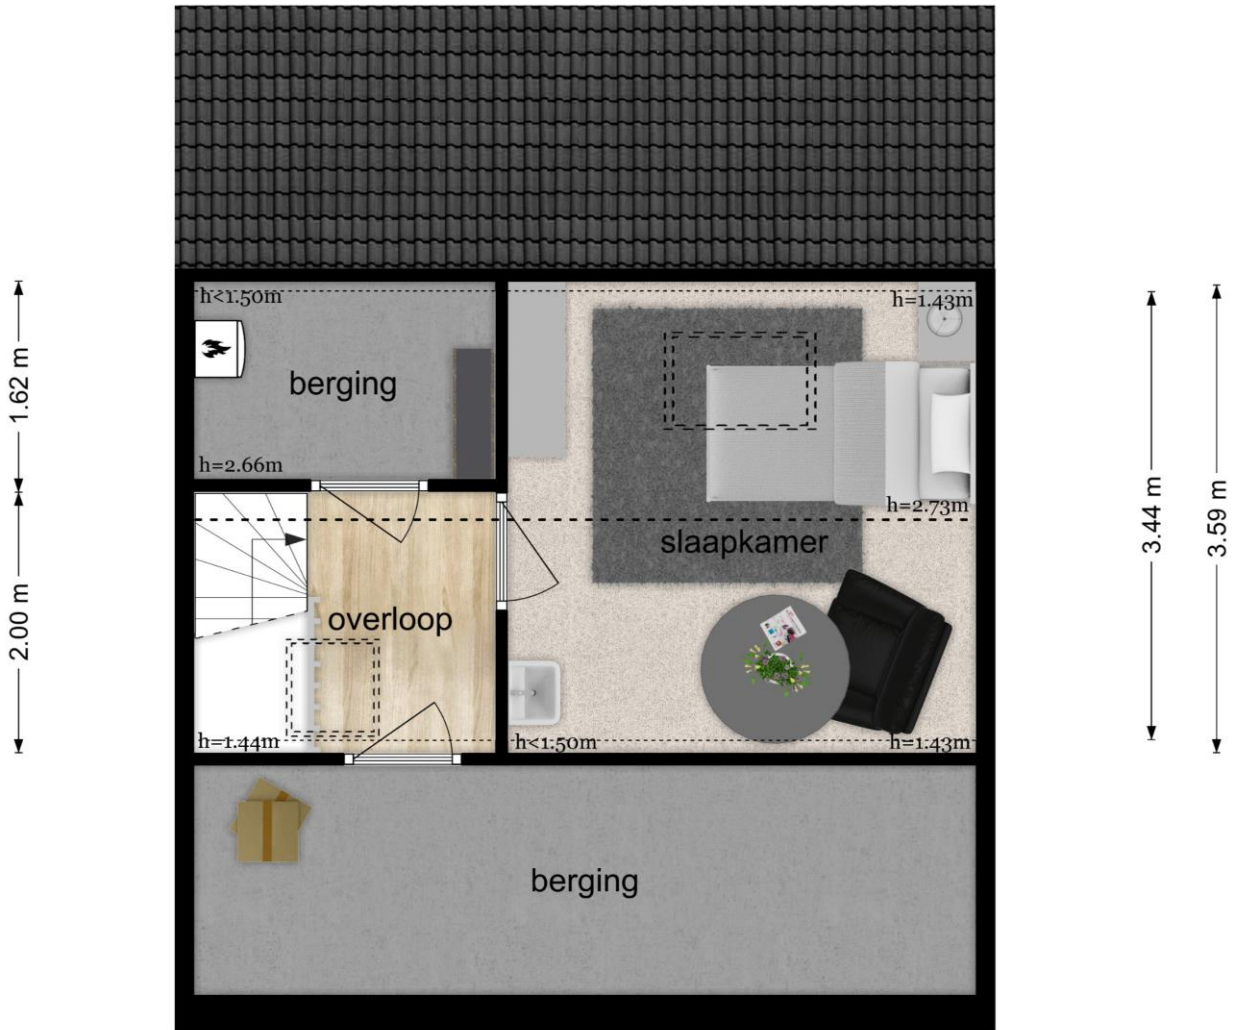 h<1.50m
h=1.43m
berging
h=2.66m
h=2.73m
slaapkamer
overloop
h=1.44m
h<1.50m
h=1.43m
berging
1.62 m
2.00 m
3.44 m
3.59 m